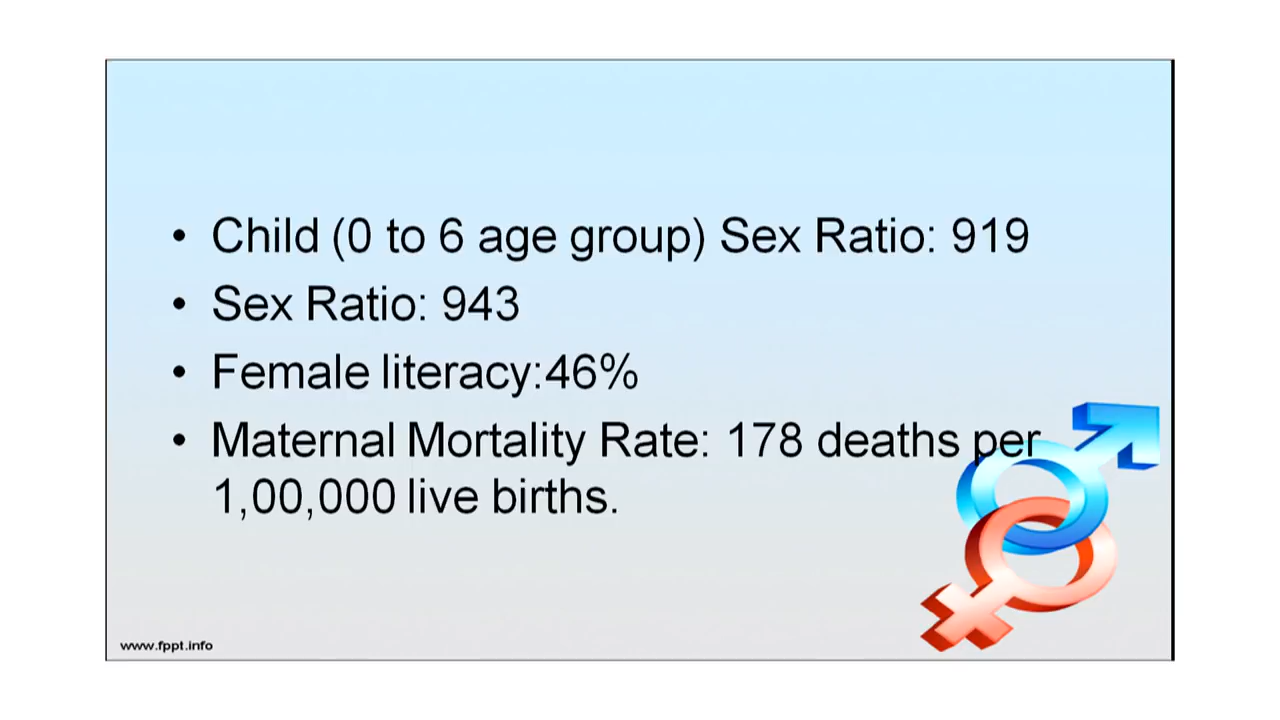 • Child (0 to 6 age group) Sex Ratio: 919
• Sex Ratio: 943
• Female literacy:46%
• Maternal Mortality Rate: 178 deaths per
1,00,000 live births.
www.fppt.info